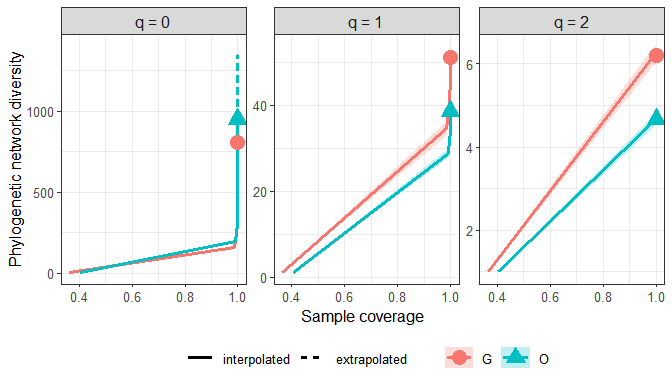 q = 0 q = 1 q = 2
Phylogenetic network diversity
1000
500
0
40
20
0
6
4
2
0.4 0.6 0.8 1.0 0.4 0.6 0.8 1.0 0.4 0.6 0.8 1.0
Sample coverage
interpolated extrapolated G O